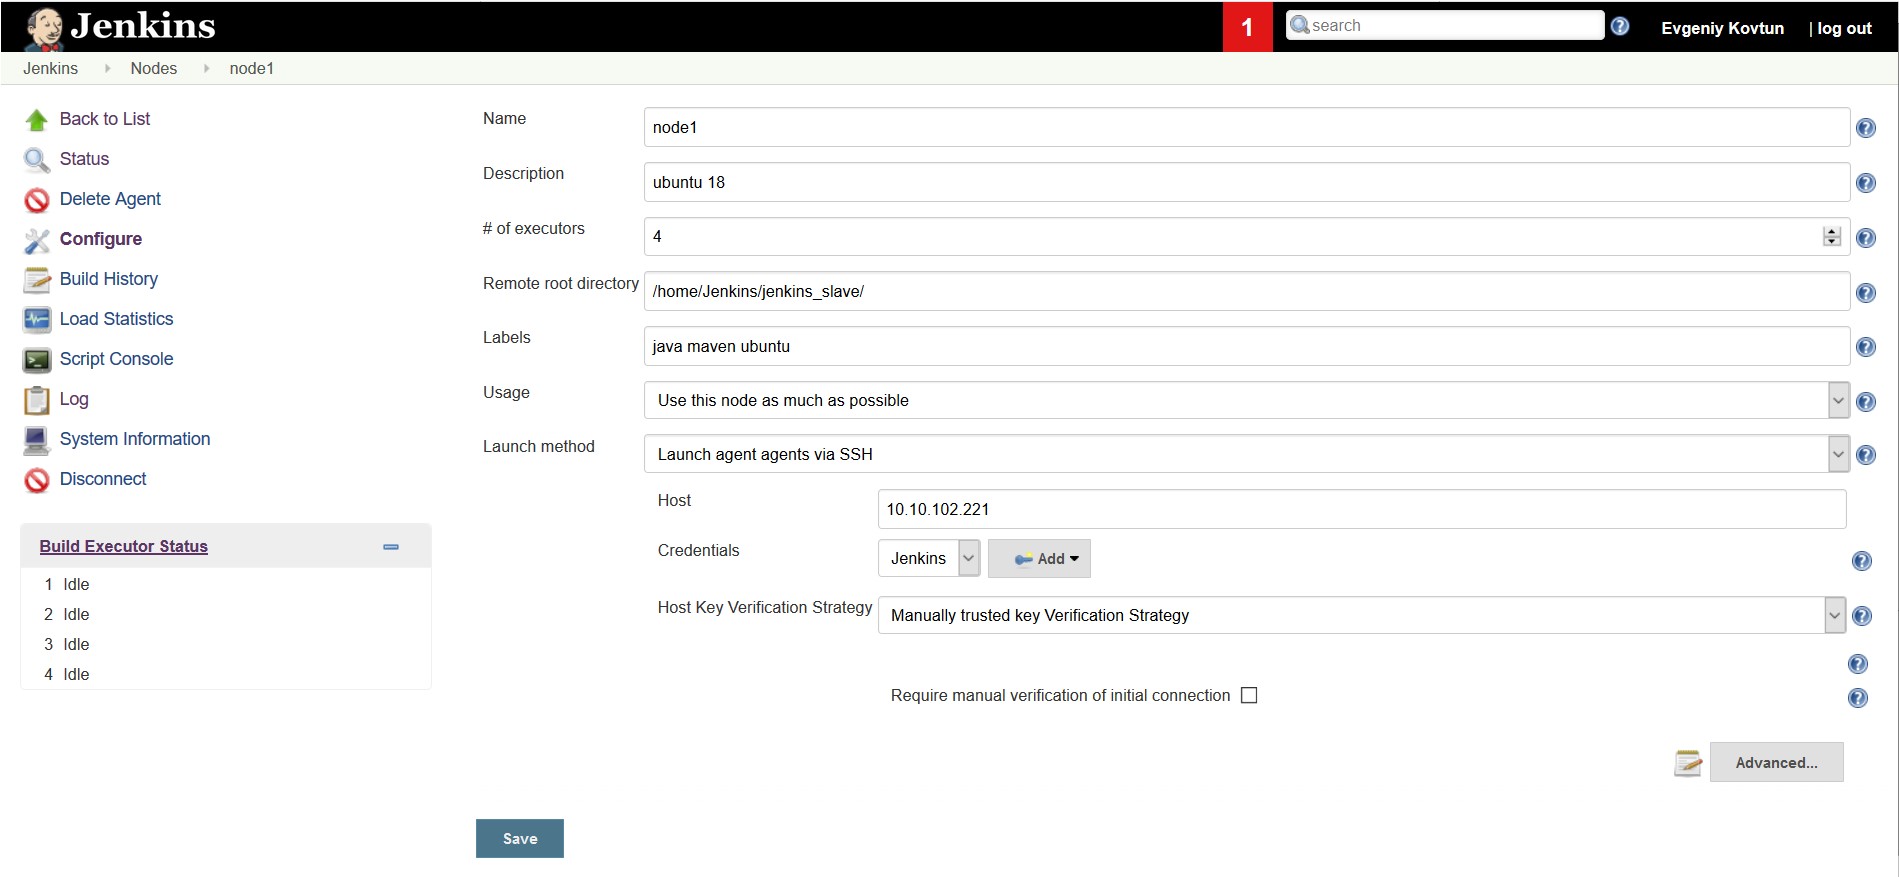 Jenkins
1
search
Evgeniy Kovtun
| log out
Jenkins
Nodes
node1
Back to List
Status
Delete Agent
Configure
Build History
Load Statistics
Script Console
Log
System Information
Disconnect
Build Executor Status
1 Idle
2 Idle
3 Idle
4 Idle
Name
node1
Description
ubuntu 18
# of executors
4
Remote root directory
/home/Jenkins/jenkins_slave/
Labels
java maven ubuntu
Usage
Use this node as much as possible
Launch method
Launch agent agents via SSH
Host
10.10.102.221
Credentials
Jenkins
Add
Host Key Verification Strategy
Manually trusted key Verification Strategy
Require manual verification of initial connection
Advanced...
Save